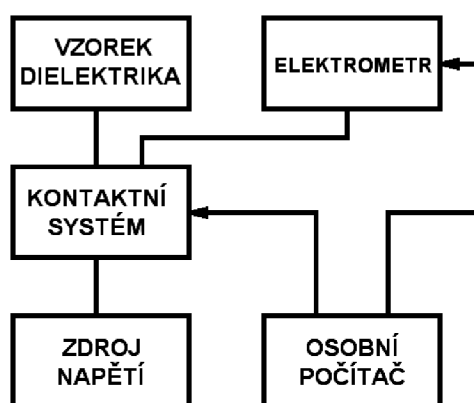 VZOREK
DIELEKTRIKA
ELEKTROMETR
KONTAKTNÍ
SYSTÉM
ZDROJ
NAPĚTÍ
OSOBNÍ
POČÍTAČ